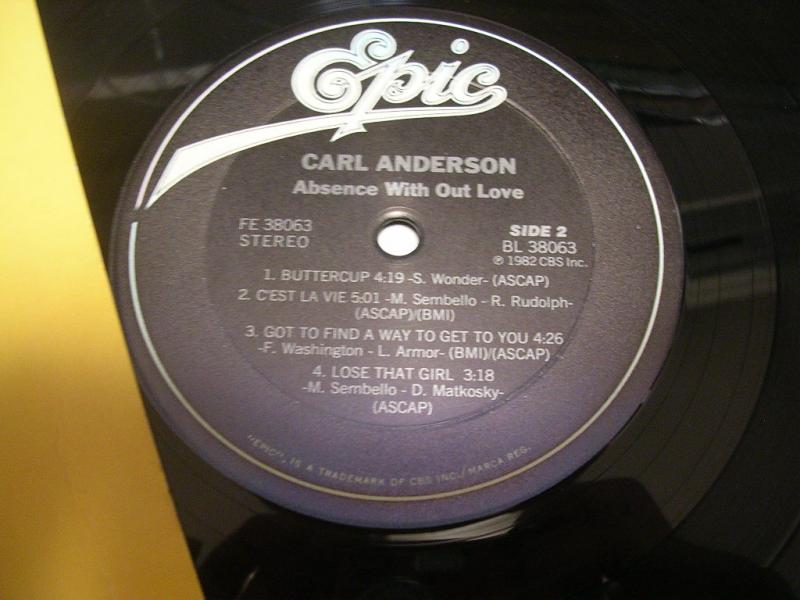 Epic
CARL ANDERSON
Absence With Out Love
FE 38063
STEREO
SIDE 2
BL 38063
℗ 1982 CBS Inc.
1. BUTTERCUP 4:19 -S. Wonder- (ASCAP)
2. C'EST LA VIE 5:01 -M. Sembello - R. Rudolph-
(ASCAP)/(BMI)
3. GOT TO FIND A WAY TO GET TO YOU 4:26
-F. Washington - L. Armor- (BMI)/(ASCAP)
4. LOSE THAT GIRL 3:18
-M. Sembello - D. Matkosky-
(ASCAP)
"EPIC", IS A TRADEMARK OF CBS INC./MARCA REG.